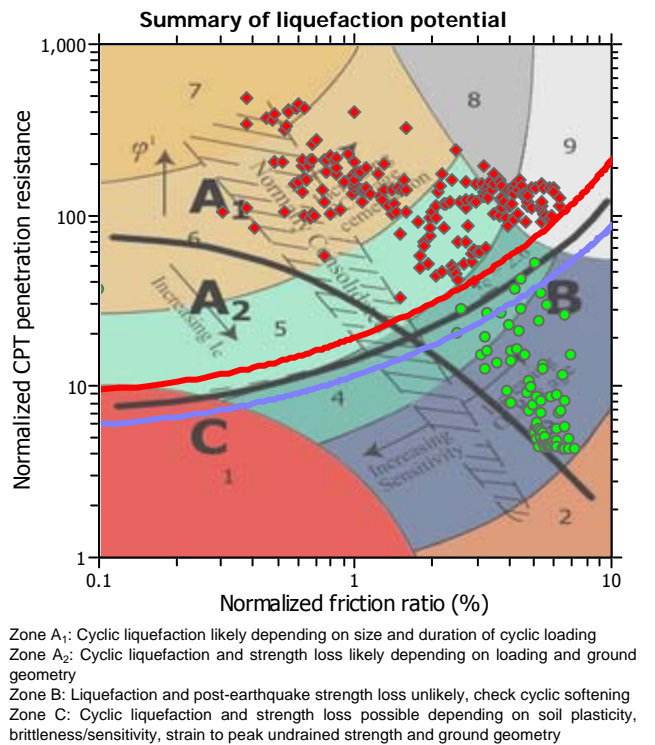 Summary of liquefaction potential
Normalized CPT penetration resistance
1,000
100
10
1
7
8
9
φ'
A1
Normally Consolidated
cementation
6
A2
Increasing Ic
5
B
4
C
Increasing
Sensitivity
1
2
0.1
1
10
Normalized friction ratio (%)
Zone A1: Cyclic liquefaction likely depending on size and duration of cyclic loading
Zone A2: Cyclic liquefaction and strength loss likely depending on loading and ground
geometry
Zone B: Liquefaction and post-earthquake strength loss unlikely, check cyclic softening
Zone C: Cyclic liquefaction and strength loss possible depending on soil plasticity,
brittleness/sensitivity, strain to peak undrained strength and ground geometry